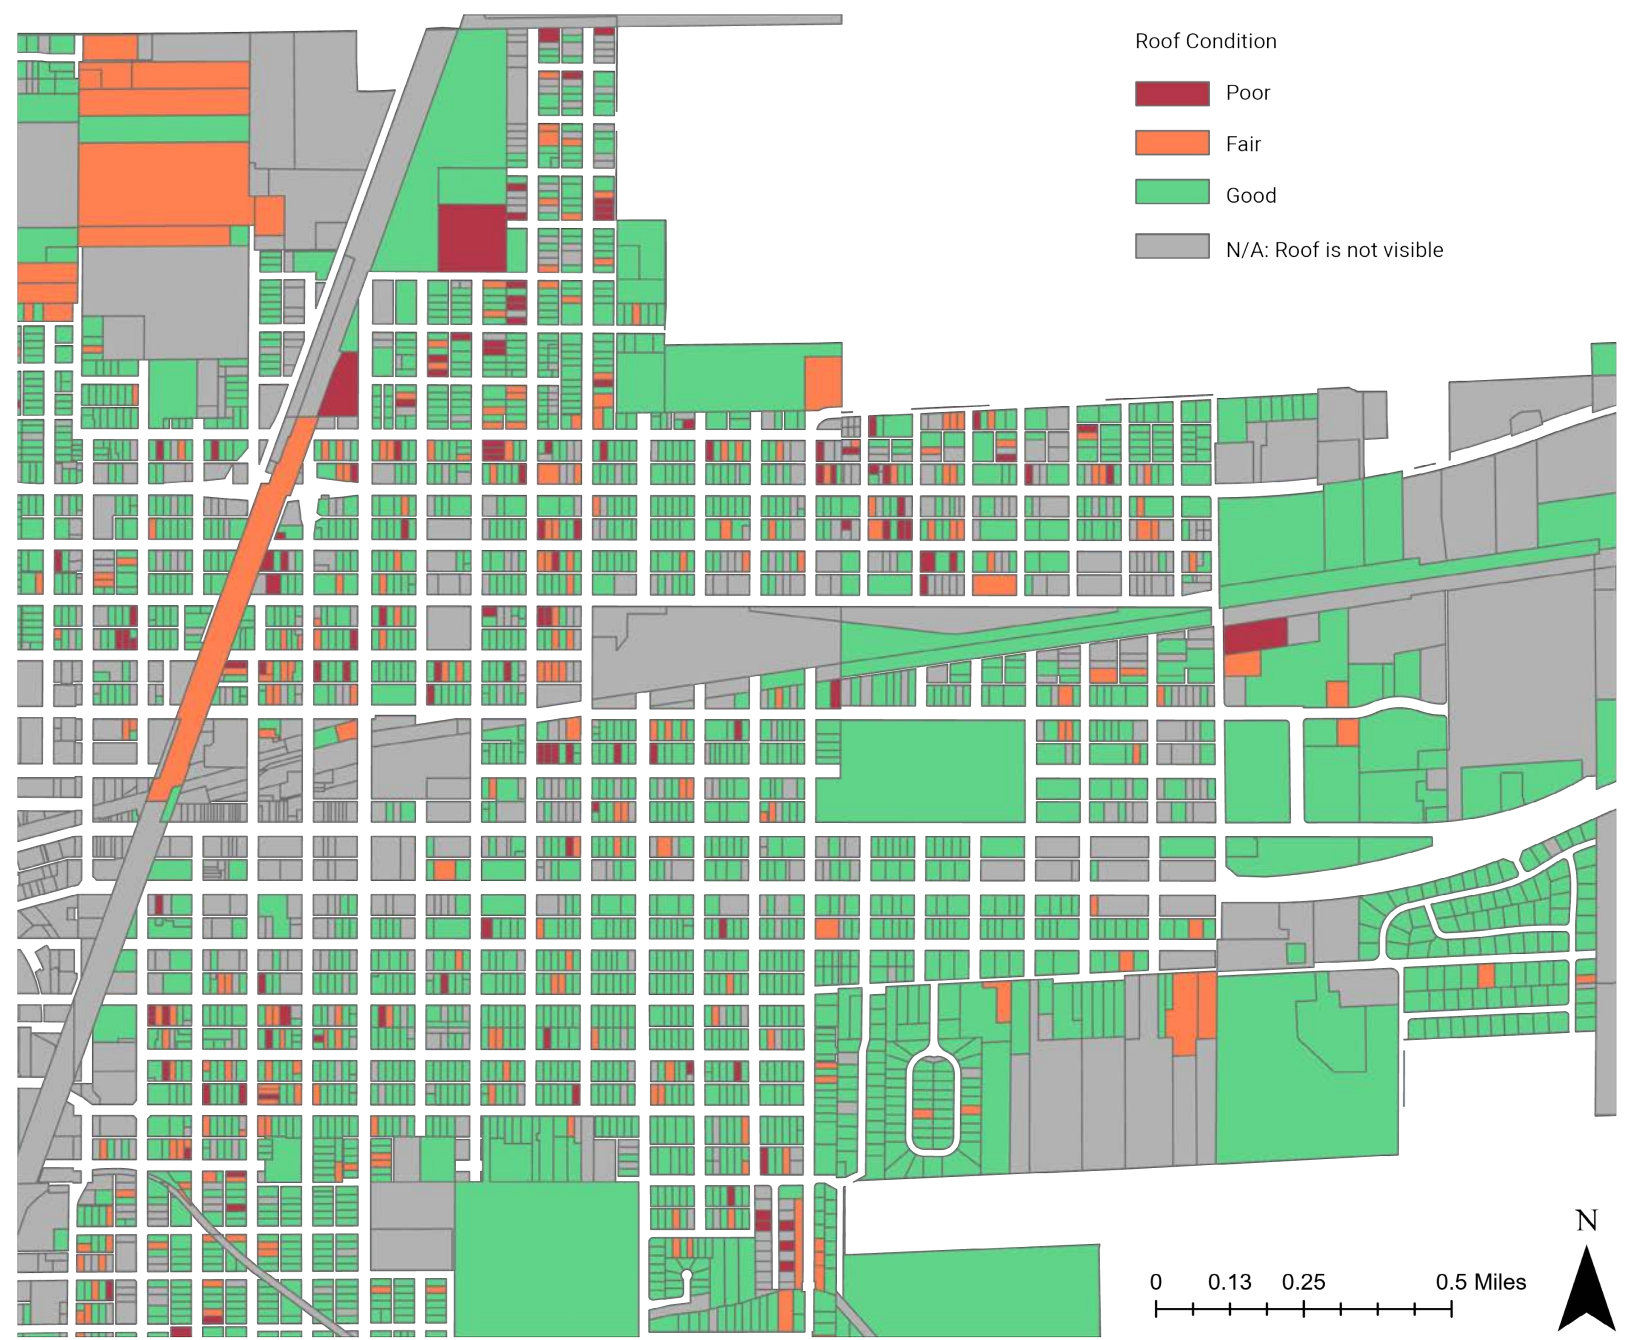 Roof Condition
Poor
Fair
Good
N/A: Roof is not visible
N
0 0.13 0.25 0.5 Miles